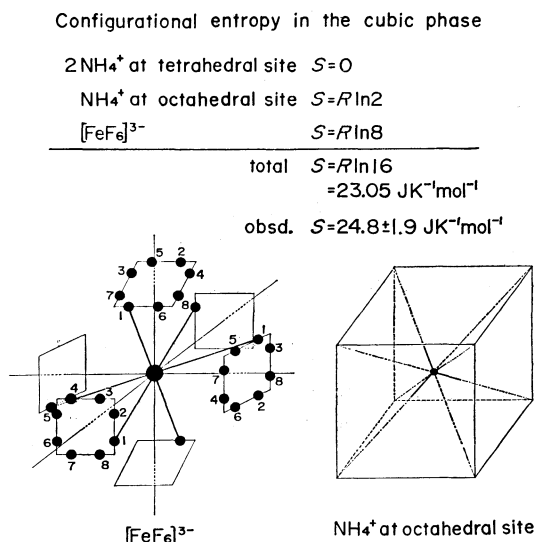 Configurational entropy in the cubic phase
2NH₄⁺ at tetrahedral site S=0
NH₄⁺ at octahedral site S=Rln2
[FeF₆]³⁻ S=Rln8
total S=Rln16
=23.05 JK⁻¹mol⁻¹
obsd. S=24.8±1.9 JK⁻¹mol⁻¹
5 2
3 4
7 8
1 6
1
5 3
7 8
4 2
6
4 3
5 2
6 1
7 8
[FeF₆]³⁻
NH₄⁺ at octahedral site